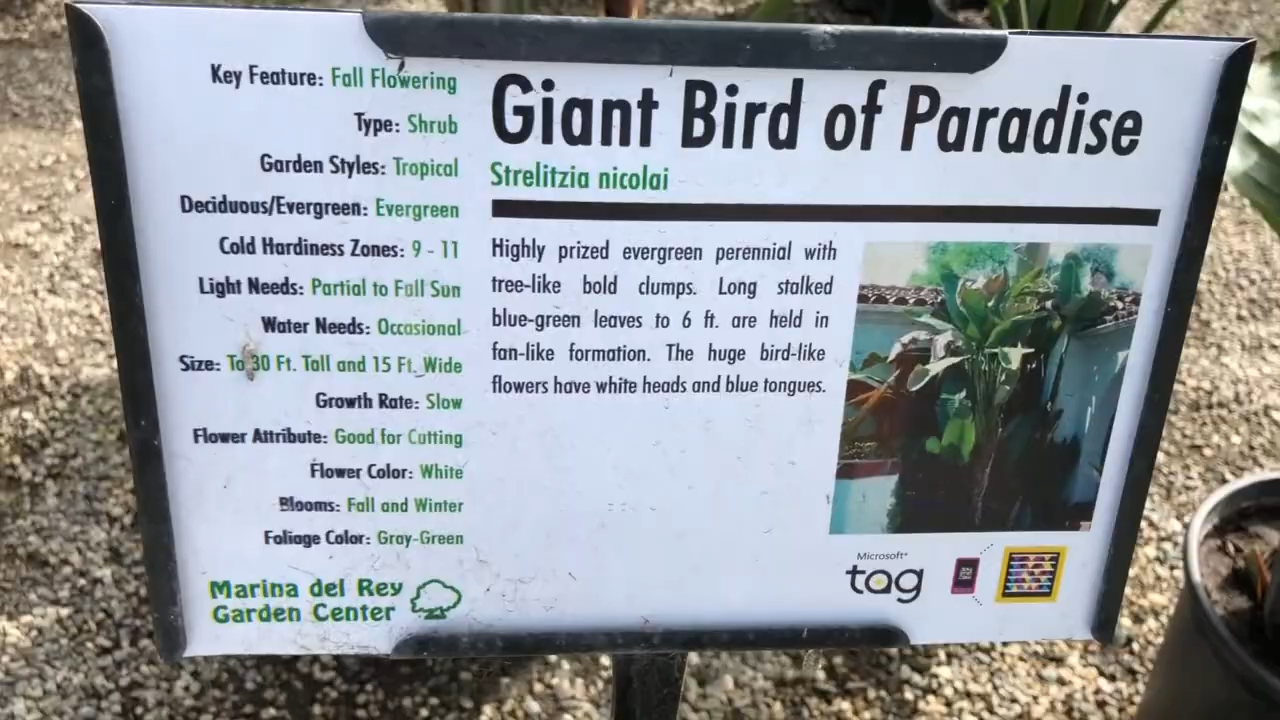 Key Feature: Fall Flowering
Type: Shrub
Garden Styles: Tropical
Deciduous/Evergreen: Evergreen
Cold Hardiness Zones: 9 - 11
Light Needs: Partial to Full Sun
Water Needs: Occasional
Size: To 30 Ft. Tall and 15 Ft. Wide
Growth Rate: Slow
Flower Attribute: Good for Cutting
Flower Color: White
Blooms: Fall and Winter
Foliage Color: Gray-Green
Marina del Rey
Garden Center
Giant Bird of Paradise
Strelitzia nicolai
Highly prized evergreen perennial with
tree-like bold clumps. Long stalked
blue-green leaves to 6 ft. are held in
fan-like formation. The huge bird-like
flowers have white heads and blue tongues.
Microsoft
tag